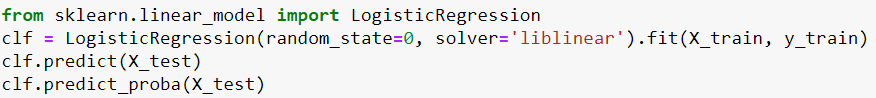 from sklearn.linear_model import LogisticRegression
clf = LogisticRegression(random_state=0, solver='liblinear').fit(X_train, y_train)
clf.predict(X_test)
clf.predict_proba(X_test)